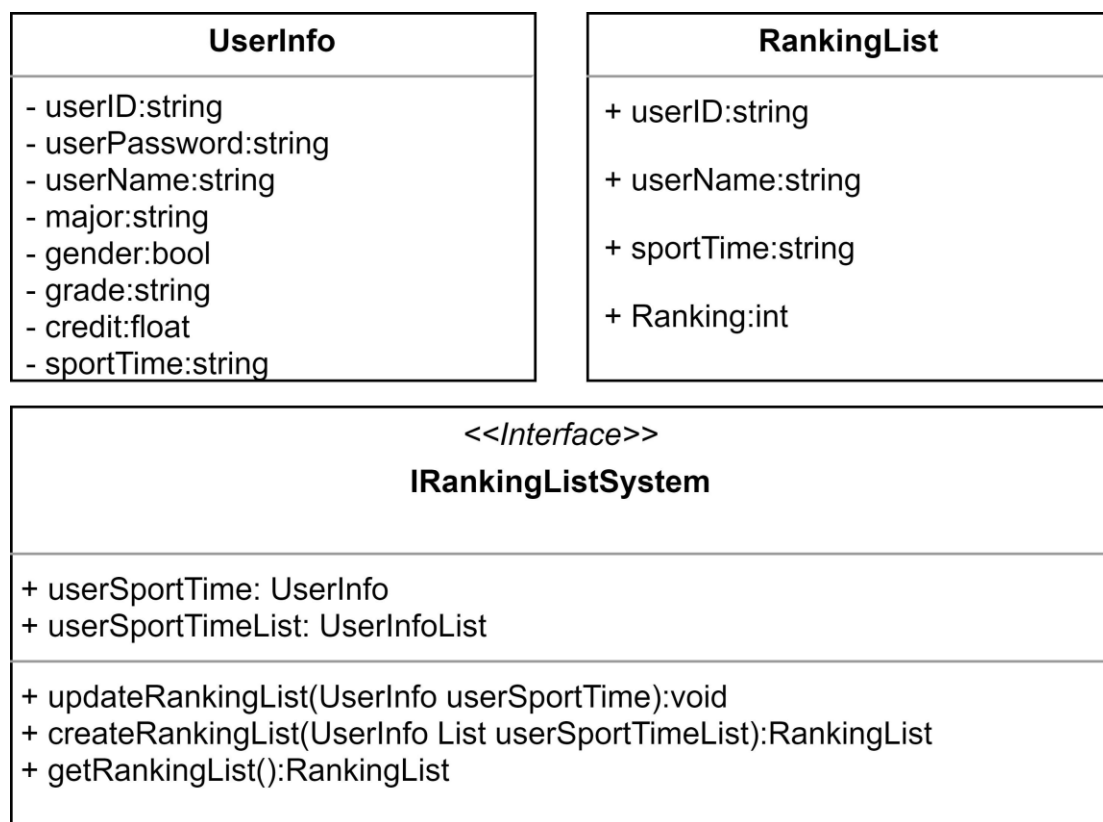 UserInfo
- userID:string
- userPassword:string
- userName:string
- major:string
- gender:bool
- grade:string
- credit:float
- sportTime:string
RankingList
+ userID:string
+ userName:string
+ sportTime:string
+ Ranking:int
<<Interface>>
IRankingListSystem
+ userSportTime: UserInfo
+ userSportTimeList: UserInfoList
+ updateRankingList(UserInfo userSportTime):void
+ createRankingList(UserInfo List userSportTimeList):RankingList
+ getRankingList():RankingList